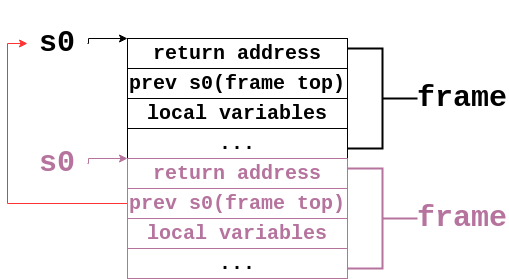 s0
return address
prev s0(frame top)
local variables
...
frame
s0
return address
prev s0(frame top)
local variables
...
frame